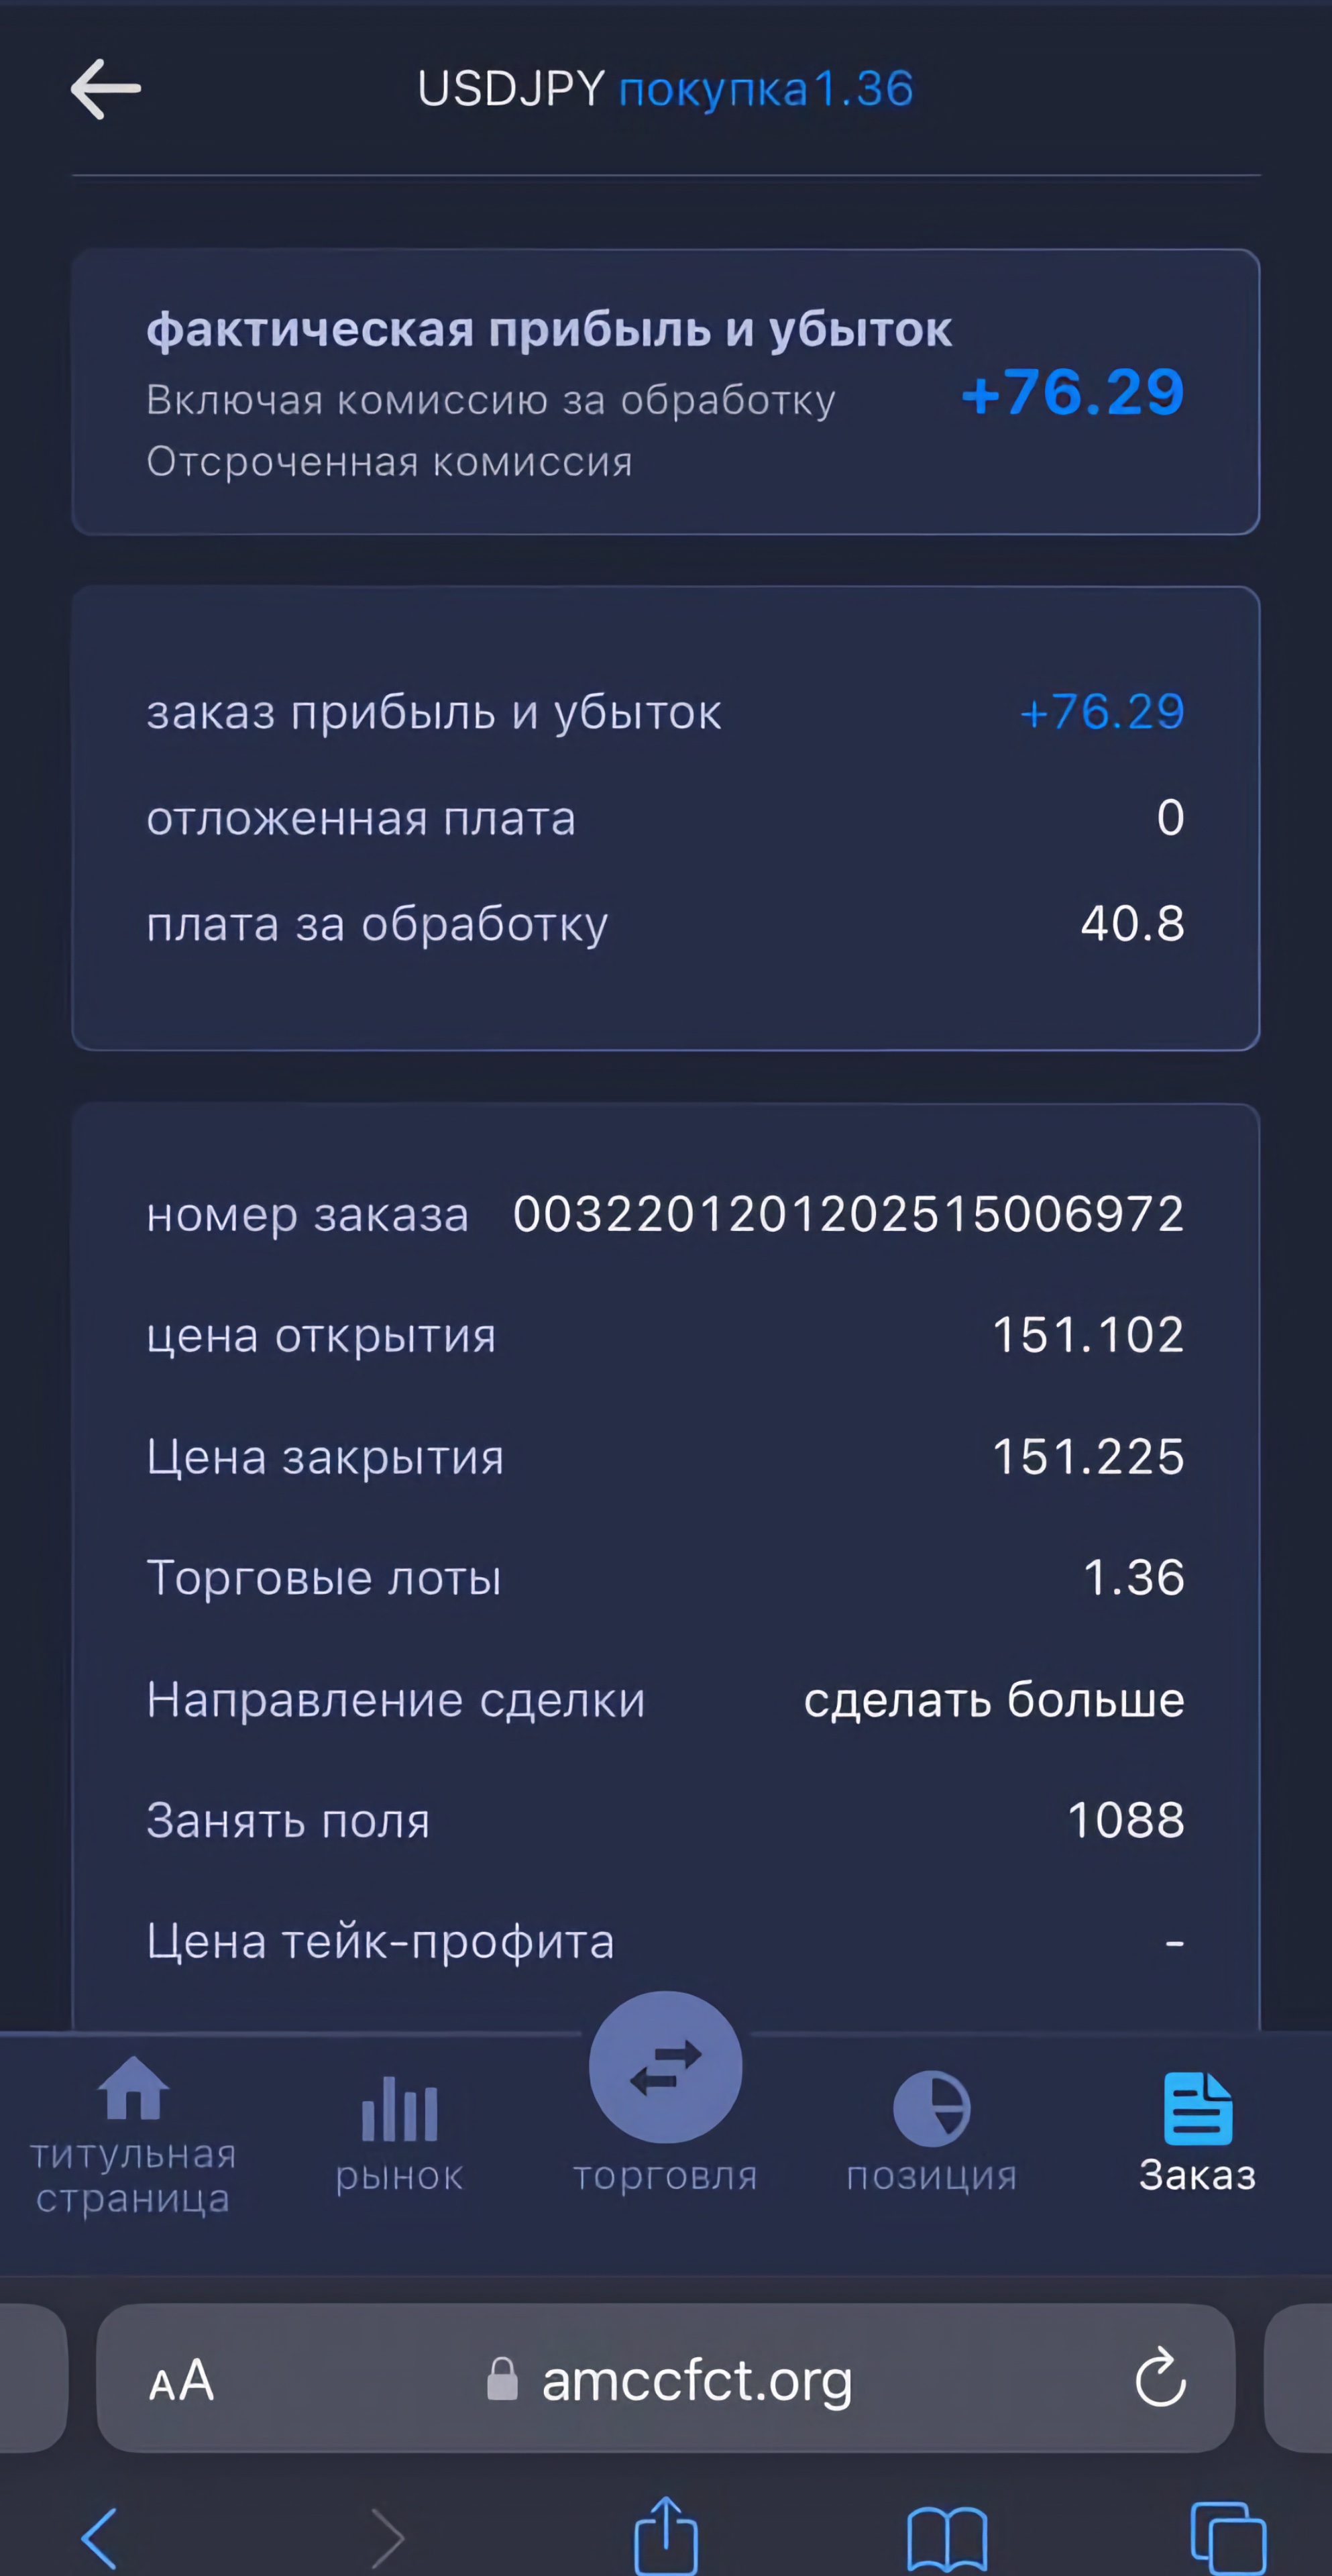 USDJPY покупка1.36
фактическая прибыль и убыток
Включая комиссию за обработку
+76.29
Отсроченная комиссия
заказ прибыль и убыток +76.29
отложенная плата 0
плата за обработку 40.8
номер заказа 0032201201202515006972
цена открытия 151.102
Цена закрытия 151.225
Торговые лоты 1.36
Направление сделки сделать больше
Занять поля 1088
Цена тейк-профита -
титульная страница
рынок
торговля
позиция
Заказ
AA amccfct.org